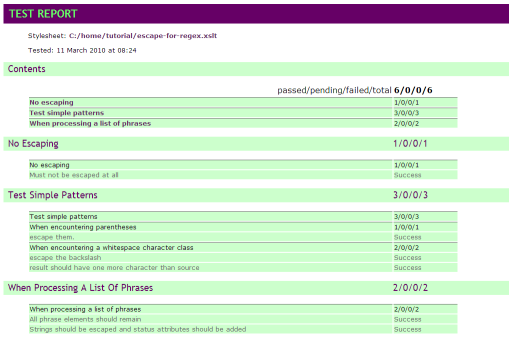 TEST REPORT
Stylesheet: C:/home/tutorial/escape-for-regex.xslt
Tested: 11 March 2010 at 08:24
Contents
passed/pending/failed/total 6/0/0/6
No escaping 1/0/0/1
Test simple patterns 3/0/0/3
When processing a list of phrases 2/0/0/2
No Escaping 1/0/0/1
No escaping 1/0/0/1
Must not be escaped at all Success
Test Simple Patterns 3/0/0/3
Test simple patterns 3/0/0/3
When encountering parentheses 1/0/0/1
escape them. Success
When encountering a whitespace character class 2/0/0/2
escape the backslash Success
result should have one more character than source Success
When Processing A List Of Phrases 2/0/0/2
When processing a list of phrases 2/0/0/2
All phrase elements should remain Success
Strings should be escaped and status attributes should be added Success